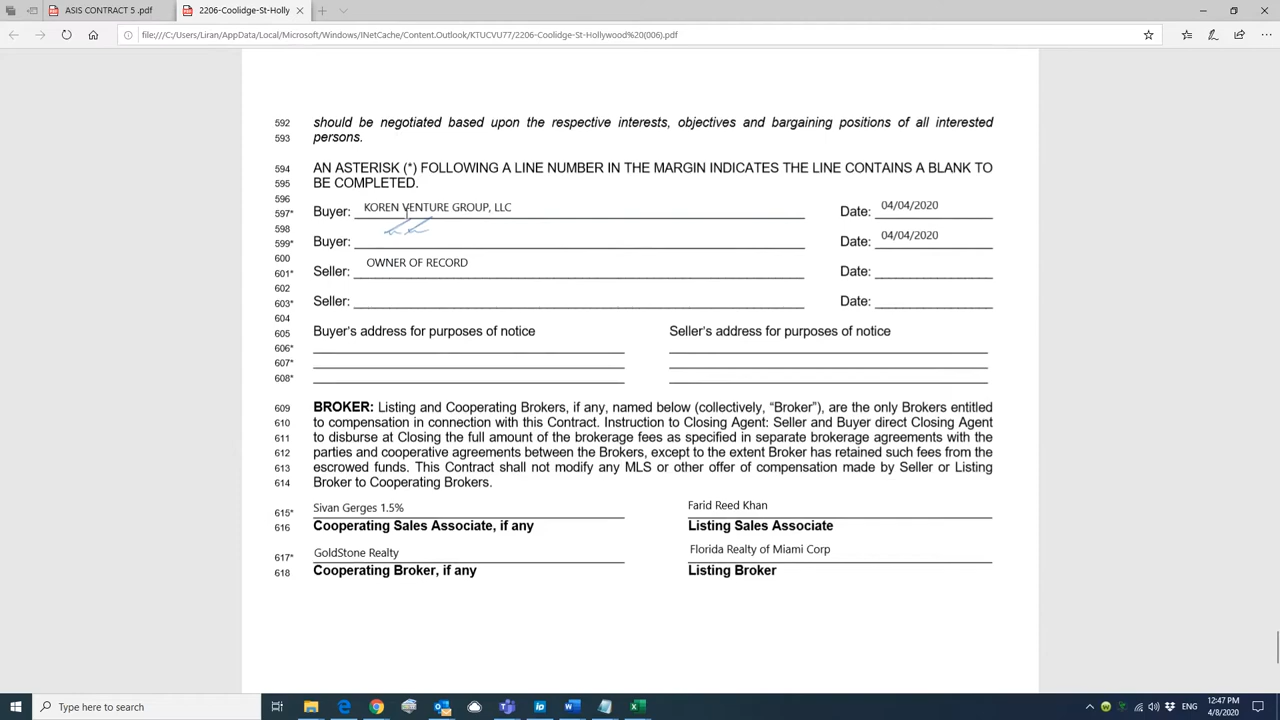 ASIS CONTRACT 5 .pdf
2206-Coolidge-St-Holly
file:///C:/Users/Liran/AppData/Local/Microsoft/Windows/INetCache/Content.Outlook/KTUCVU77/2206-Coolidge-St-Hollywood%20(006).pdf
592 should be negotiated based upon the respective interests, objectives and bargaining positions of all interested
593 persons.
594 AN ASTERISK (*) FOLLOWING A LINE NUMBER IN THE MARGIN INDICATES THE LINE CONTAINS A BLANK TO
595 BE COMPLETED.
596
597* Buyer: KOREN VENTURE GROUP, LLC Date: 04/04/2020
598
599* Buyer: Date: 04/04/2020
600
601* Seller: OWNER OF RECORD Date:
602
603* Seller: Date:
604
605 Buyer's address for purposes of notice Seller's address for purposes of notice
606*
607*
608*
609 BROKER: Listing and Cooperating Brokers, if any, named below (collectively, “Broker”), are the only Brokers entitled
610 to compensation in connection with this Contract. Instruction to Closing Agent: Seller and Buyer direct Closing Agent
611 to disburse at Closing the full amount of the brokerage fees as specified in separate brokerage agreements with the
612 parties and cooperative agreements between the Brokers, except to the extent Broker has retained such fees from the
613 escrowed funds. This Contract shall not modify any MLS or other offer of compensation made by Seller or Listing
614 Broker to Cooperating Brokers.
615* Sivan Gerges 1.5% Farid Reed Khan
616 Cooperating Sales Associate, if any Listing Sales Associate
617* GoldStone Realty Florida Realty of Miami Corp
618 Cooperating Broker, if any Listing Broker
Type here to search
12:47 PM
4/8/2020